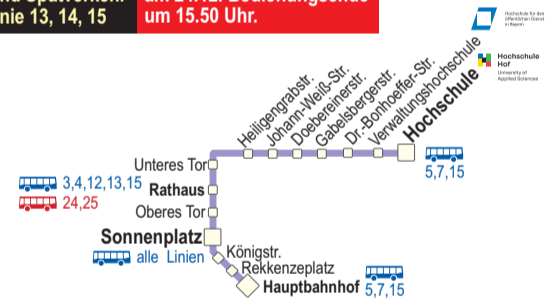 nie 13, 14, 15
um 15.50 Uhr.
Hochschule für den
öffentlichen Dienst
in Bayern
Hochschule
Hof
University of
Applied Sciences
Heiligengrabstr.
Johann-Weiß-Str.
Doebereinerstr.
Gabelsbergerstr.
Dr.-Bonhoeffer-Str.
Verwaltungshochschule
Hochschule
5,7,15
Unteres Tor
3,4,12,13,15
Rathaus
24,25
Oberes Tor
Sonnenplatz
alle Linien
Königstr.
Rekkenzeplatz
Hauptbahnhof
5,7,15